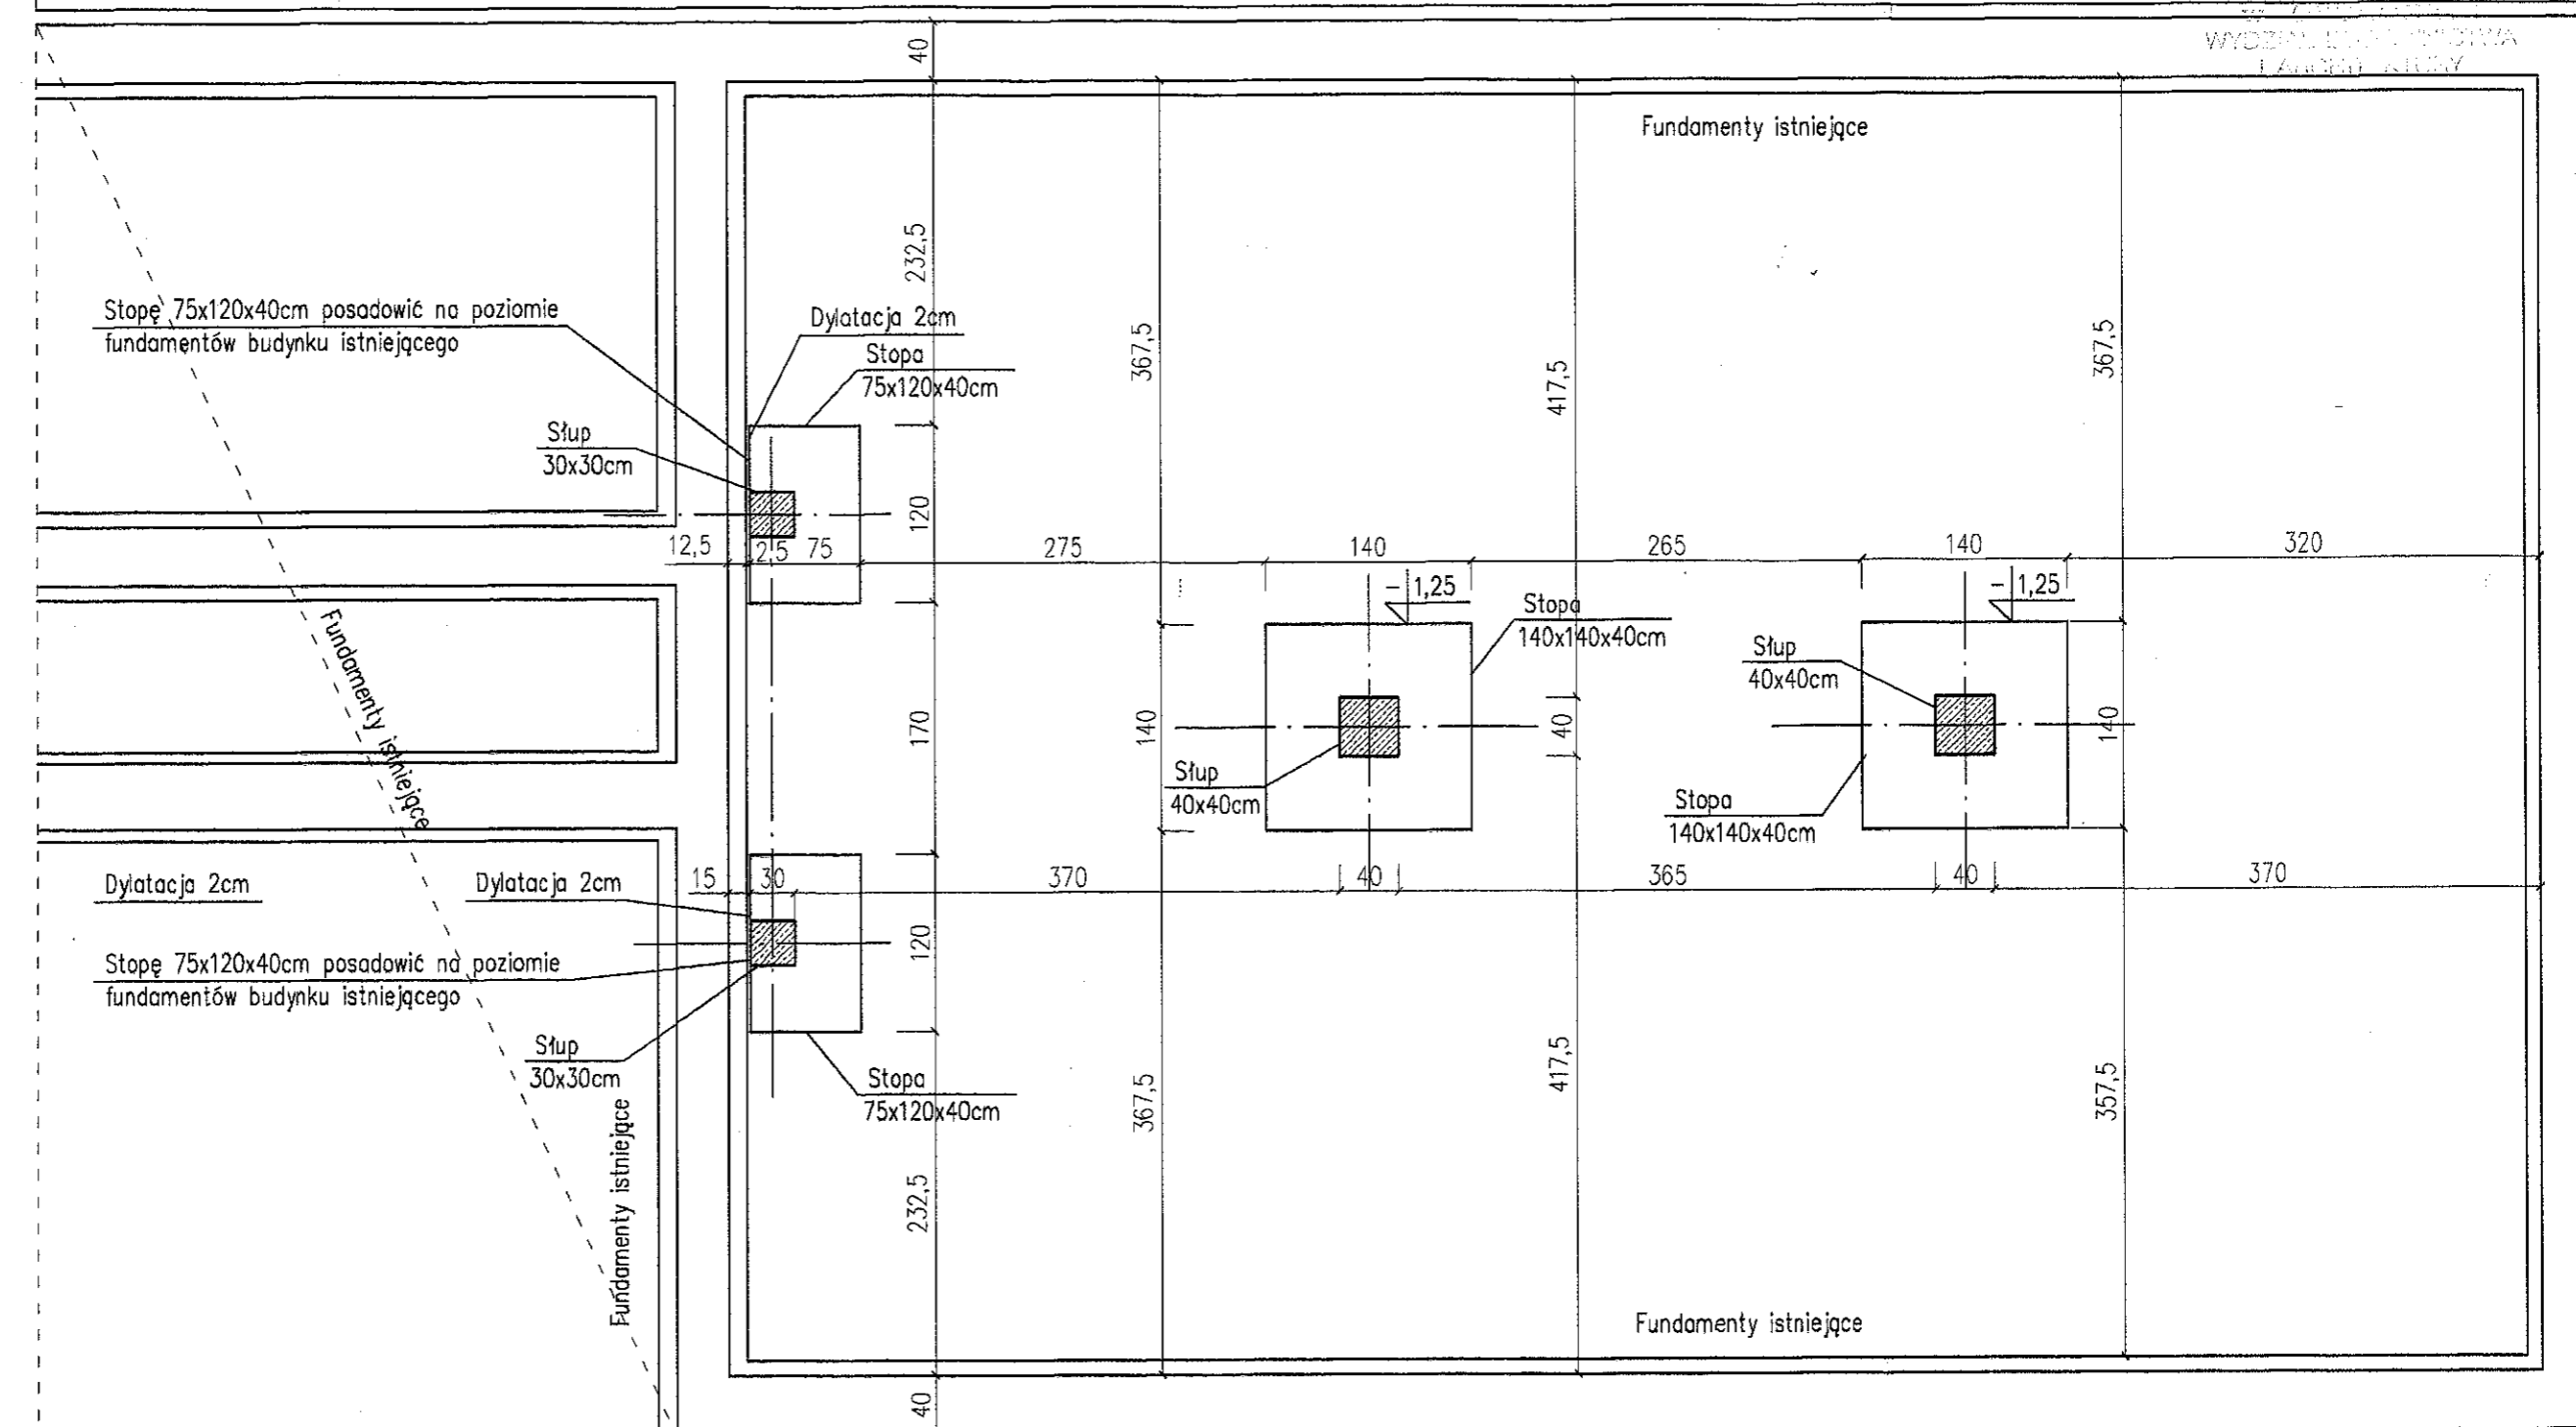 WYDZIAŁ
40
Fundamenty istniejące
232,5
Stopę 75x120x40cm posadowić na poziomie
fundamentów budynku istniejącego
Dylatacja 2cm
Stopa
75x120x40cm
367,5
417,5
367,5
Słup
30x30cm
120
12,5
2,5
75
275
140
265
140
320
- 1,25
- 1,25
Stopa
140x140x40cm
Słup
40x40cm
Fundamenty istniejące
170
140
40
140
Słup
40x40cm
Stopa
140x140x40cm
Dylatacja 2cm
Dylatacja 2cm
15
30
370
40
365
40
370
120
Stopę 75x120x40cm posadowić na poziomie
fundamentów budynku istniejącego
Słup
30x30cm
Stopa
75x120x40cm
367,5
417,5
357,5
Fundamenty istniejące
232,5
Fundamenty istniejące
40